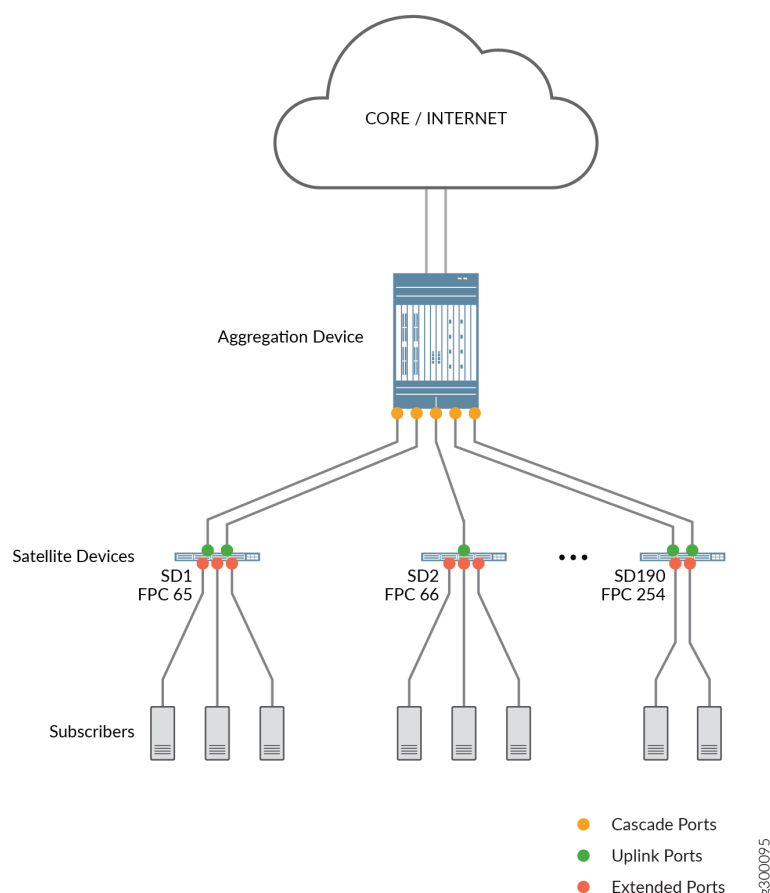 CORE / INTERNET
Aggregation Device
Satellite Devices
SD1
FPC 65
SD2
FPC 66
...
SD190
FPC 254
Subscribers
Cascade Ports
Uplink Ports
Extended Ports
g300095